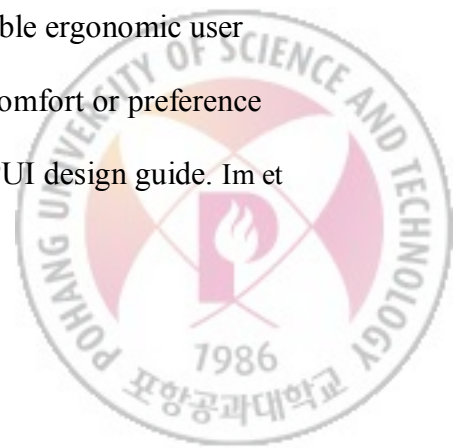 ble ergonomic user
omfort or preference
UI design guide. Im et
POHANG UNIVERSITY OF SCIENCE AND TECHNOLOGY
1986
포항공과대학교